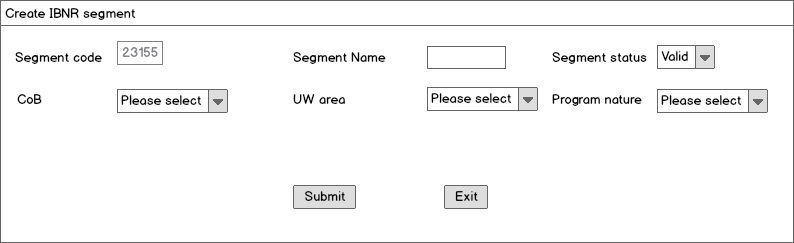 Create IBNR segment
Segment code 23155 Segment Name Segment status Valid
CoB Please select UW area Please select Program nature Please select
Submit Exit